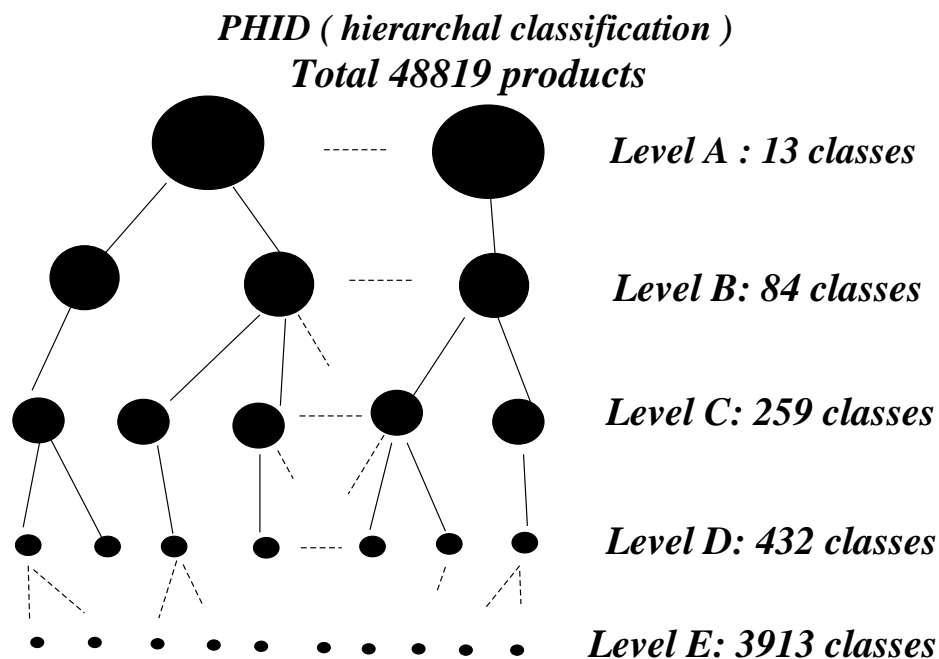 PHID ( hierarchal classification )
Total 48819 products
Level A : 13 classes
Level B: 84 classes
Level C: 259 classes
Level D: 432 classes
Level E: 3913 classes